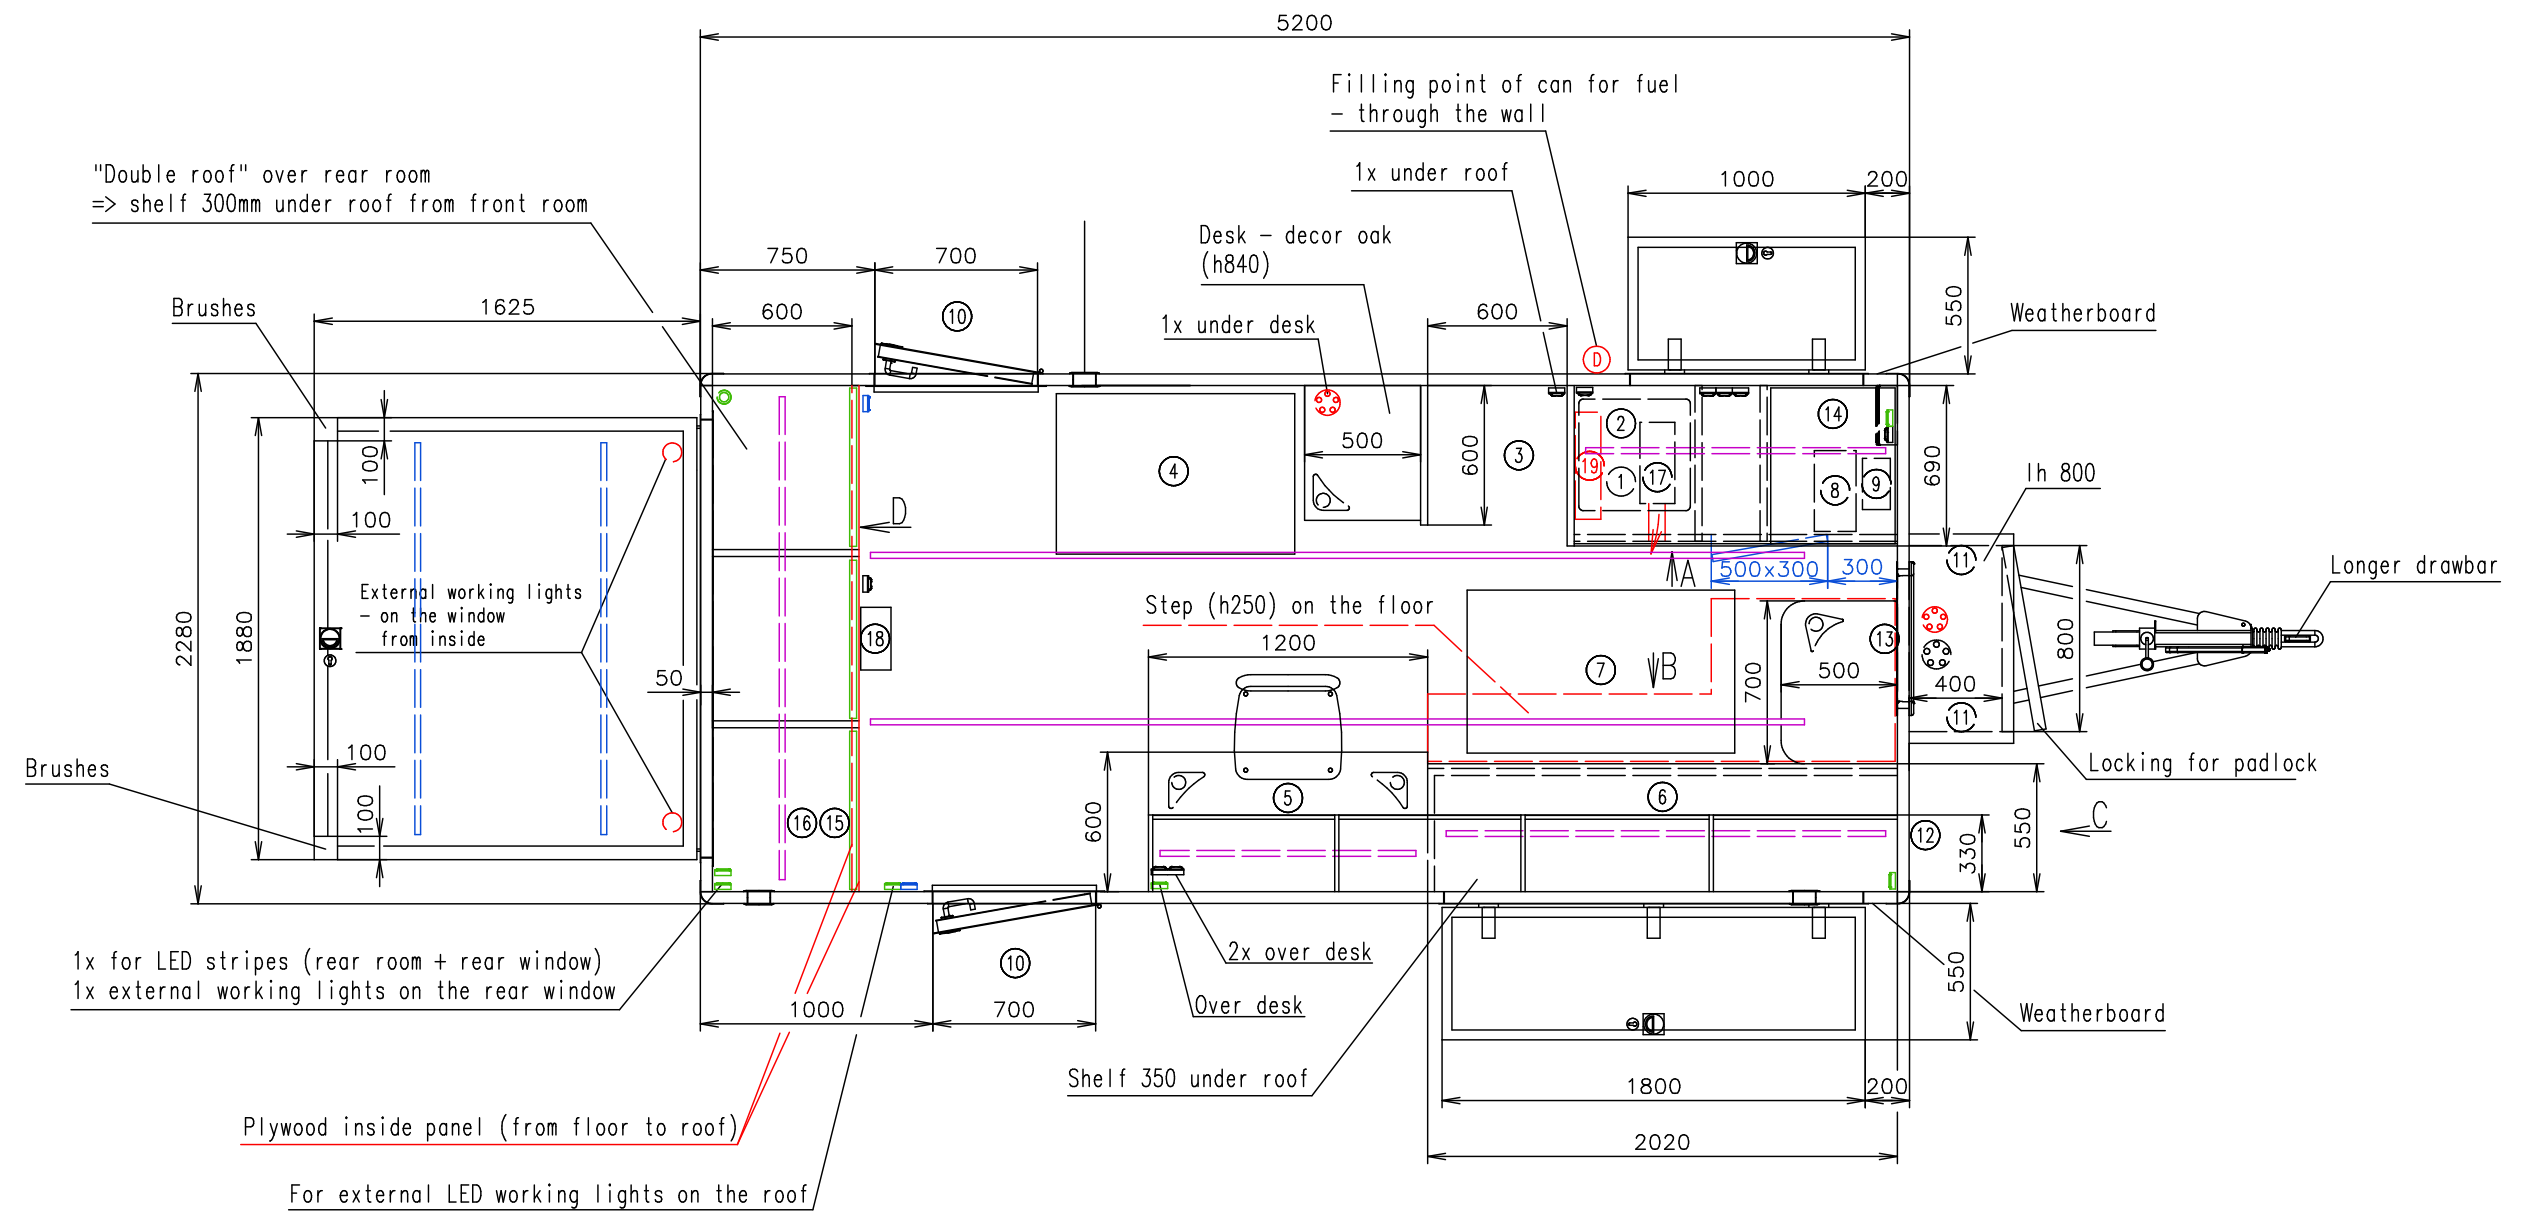 5200
Filling point of can for fuel
- through the wall
1x under roof
1000
200
"Double roof" over rear room
=> shelf 300mm under roof from front room
Desk - decor oak
(h840)
750
700
550
Brushes
1625
600
10
1x under desk
600
D
Weatherboard
100
500
600
3
2
14
4
19
1
17
8
9
690
lh 800
100
D
11
500x300
300
A
Longer drawbar
External working lights
- on the window
from inside
2280
1880
18
Step (h250) on the floor
1200
13
800
50
7
B
700
500
400
11
Brushes
100
100
Locking for padlock
16
15
5
6
600
C
12
330
550
1x for LED stripes (rear room + rear window)
1x external working lights on the rear window
10
2x over desk
1000
700
Over desk
550
Weatherboard
Shelf 350 under roof
1800
200
Plywood inside panel (from floor to roof)
2020
For external LED working lights on the roof